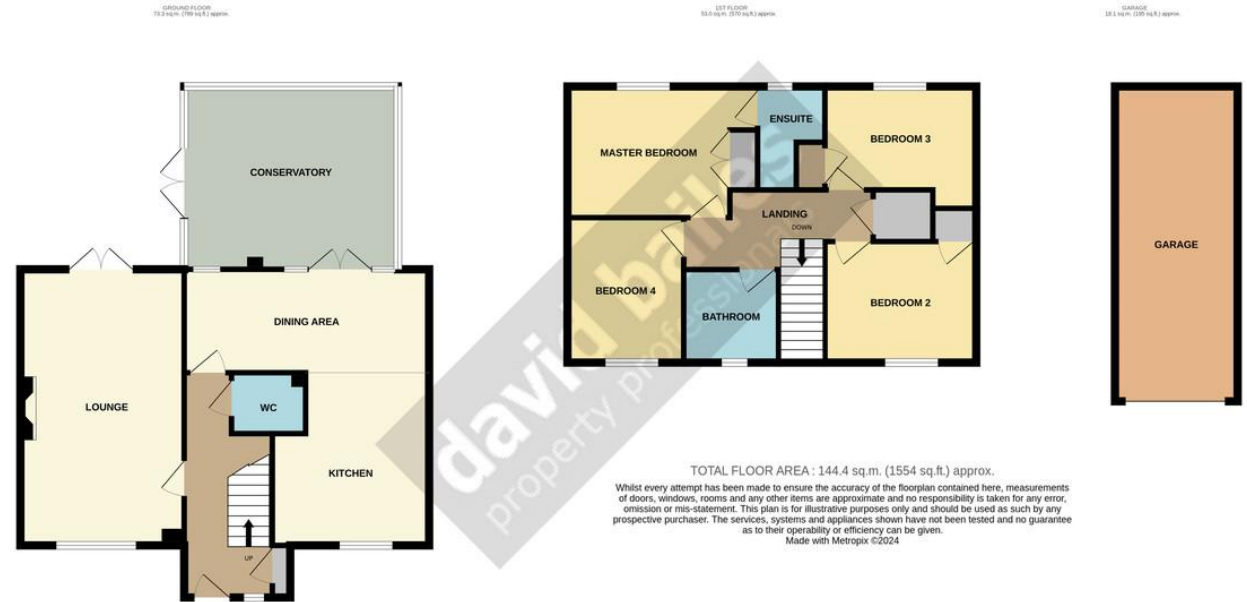 GROUND FLOOR
73.3 sq.m. (789 sq.ft.) approx.
1ST FLOOR
53.0 sq.m. (570 sq.ft.) approx.
GARAGE
18.1 sq.m. (195 sq.ft.) approx.
CONSERVATORY
DINING AREA
LOUNGE
WC
KITCHEN
UP
MASTER BEDROOM
ENSUITE
BEDROOM 3
LANDING
DOWN
BEDROOM 4
BATHROOM
BEDROOM 2
GARAGE
david bailes
property professionals
TOTAL FLOOR AREA : 144.4 sq.m. (1554 sq.ft.) approx.
Whilst every attempt has been made to ensure the accuracy of the floorplan contained here, measurements
of doors, windows, rooms and any other items are approximate and no responsibility is taken for any error,
omission or mis-statement. This plan is for illustrative purposes only and should be used as such by any
prospective purchaser. The services, systems and appliances shown have not been tested and no guarantee
as to their operability or efficiency can be given.
Made with Metropix ©2024